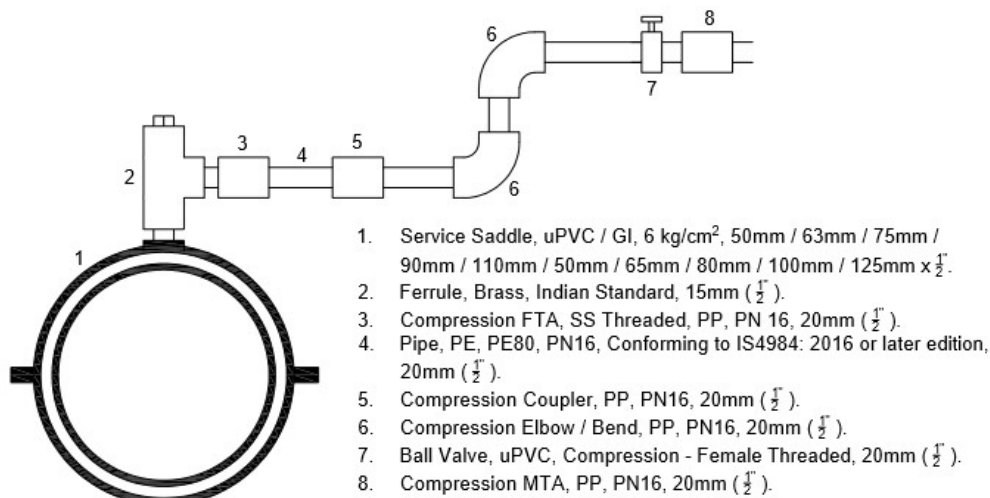 8
6
7
3
5
4
2
6
1
1. Service Saddle, uPVC / GI, 6 kg/cm², 50mm / 63mm / 75mm /
90mm / 110mm / 50mm / 65mm / 80mm / 100mm / 125mm x 1/2".
2. Ferrule, Brass, Indian Standard, 15mm ( 1/2" ).
3. Compression FTA, SS Threaded, PP, PN 16, 20mm ( 1/2" ).
4. Pipe, PE, PE80, PN16, Conforming to IS4984: 2016 or later edition,
20mm ( 1/2" ).
5. Compression Coupler, PP, PN16, 20mm ( 1/2" ).
6. Compression Elbow / Bend, PP, PN16, 20mm ( 1/2" ).
7. Ball Valve, uPVC, Compression - Female Threaded, 20mm ( 1/2" ).
8. Compression MTA, PP, PN16, 20mm ( 1/2" ).